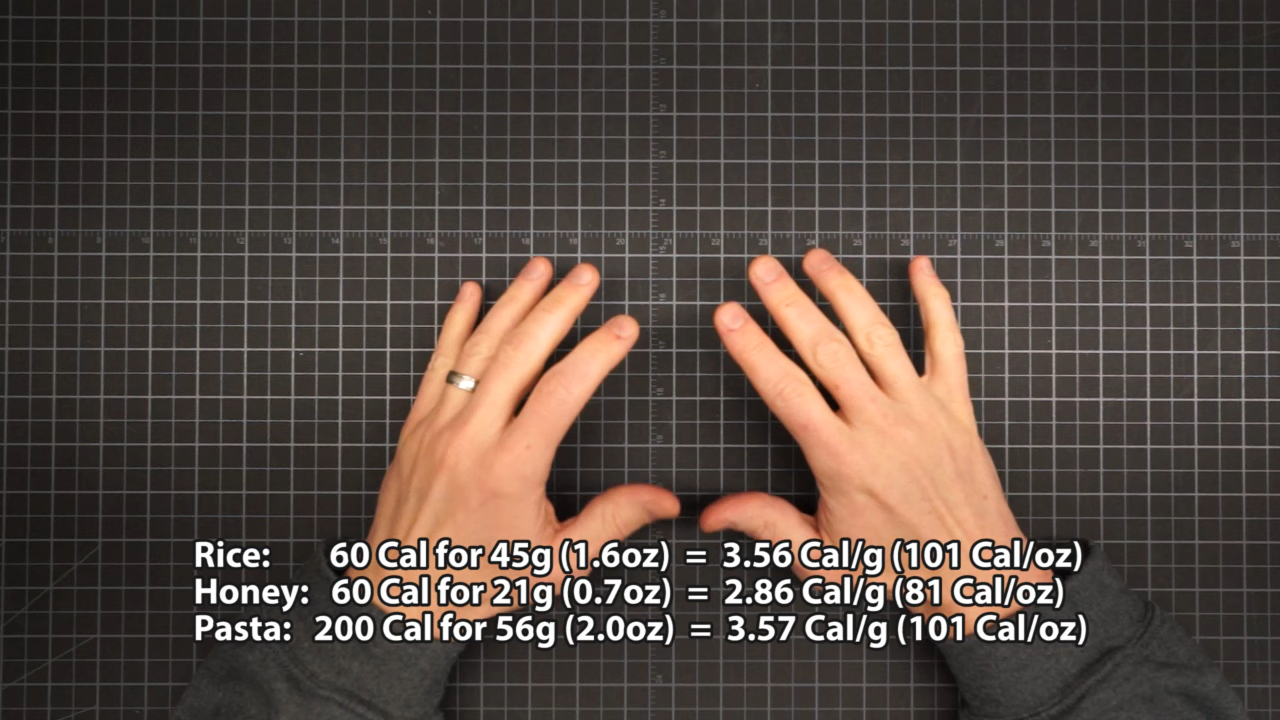 Rice: 60 Cal for 45g (1.6oz) = 3.56 Cal/g (101 Cal/oz)
Honey: 60 Cal for 21g (0.7oz) = 2.86 Cal/g (81 Cal/oz)
Pasta: 200 Cal for 56g (2.0oz) = 3.57 Cal/g (101 Cal/oz)